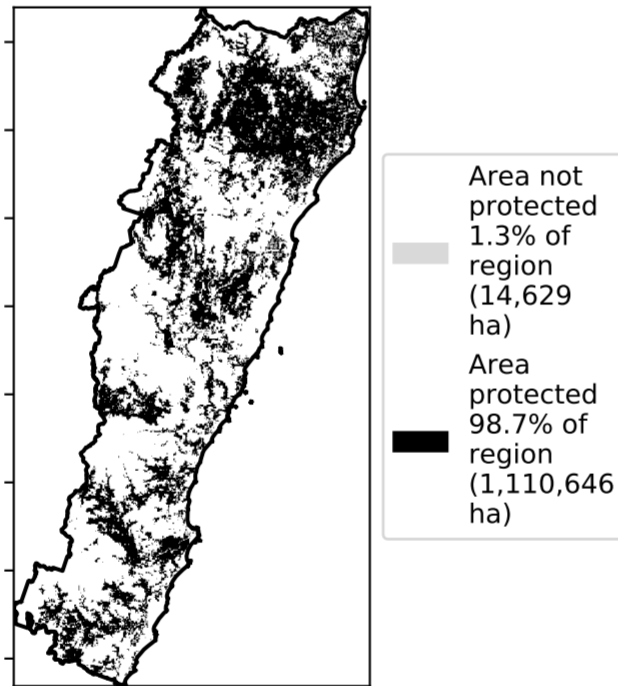 Area not
protected
1.3% of
region
(14,629
ha)
Area
protected
98.7% of
region
(1,110,646
ha)